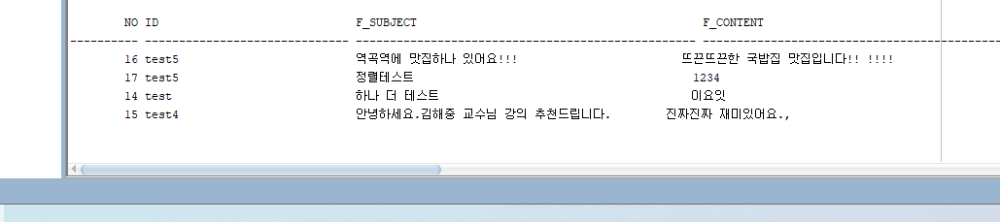 NO ID F_SUBJECT F_CONTENT
---------- ------------------------------ -------------------------------------------------- --------------------------------------------
16 test5 역곡역에 맛집하나 있어요!!! 뜨끈뜨끈한 국밥집 맛집입니다!! !!!!
17 test5 정렬테스트 1234
14 test 하나 더 테스트 이요잇
15 test4 안녕하세요.김해중 교수님 강의 추천드립니다. 진짜진짜 재미있어요.,